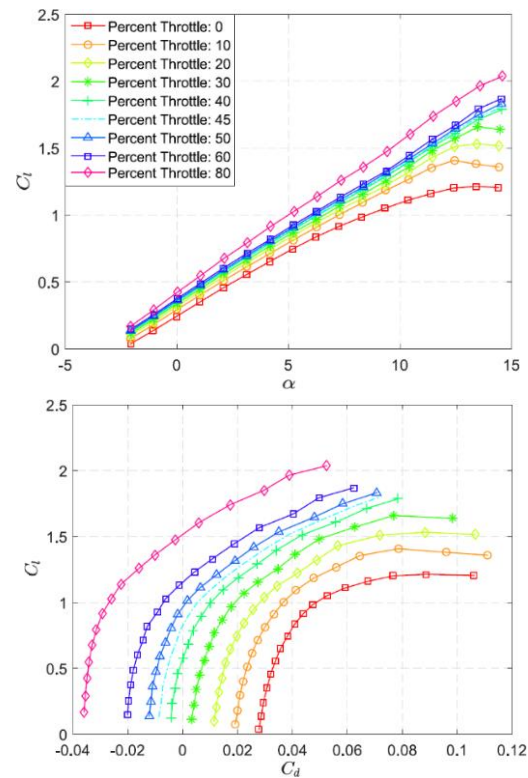 2.5
2
1.5
1
0.5
0
C_l
Percent Throttle: 0
Percent Throttle: 10
Percent Throttle: 20
Percent Throttle: 30
Percent Throttle: 40
Percent Throttle: 45
Percent Throttle: 50
Percent Throttle: 60
Percent Throttle: 80
-5 0 5 10 15
α
2.5
2
1.5
1
0.5
0
C_l
-0.04 -0.02 0 0.02 0.04 0.06 0.08 0.1 0.12
C_d